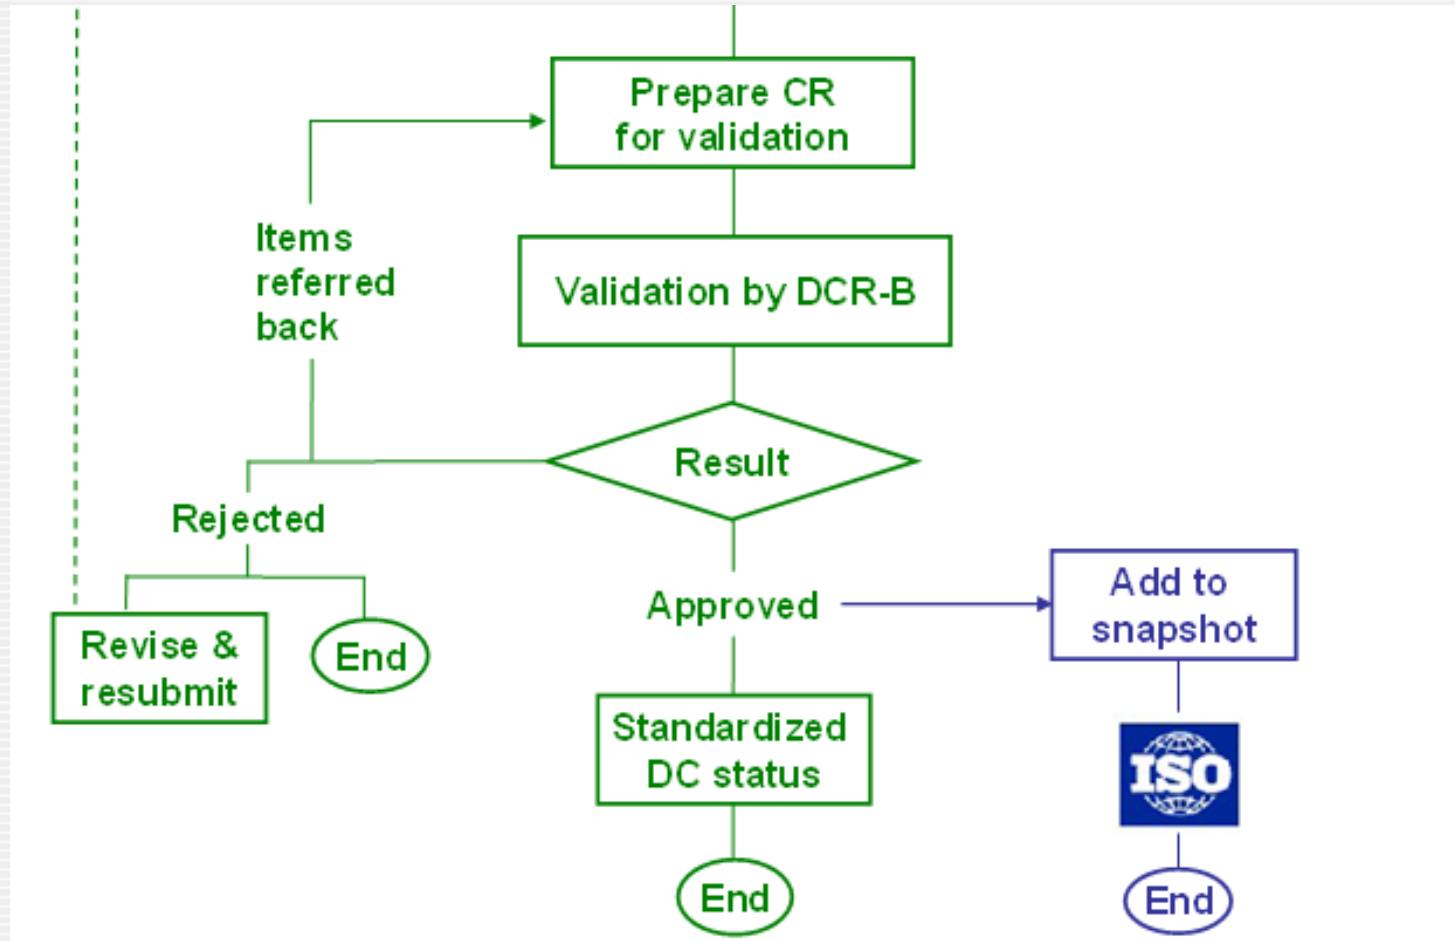 Prepare CR
for validation
Items
referred
back
Validation by DCR-B
Result
Rejected
Approved
Add to
snapshot
Revise &
resubmit
End
Standardized
DC status
ISO
End
End